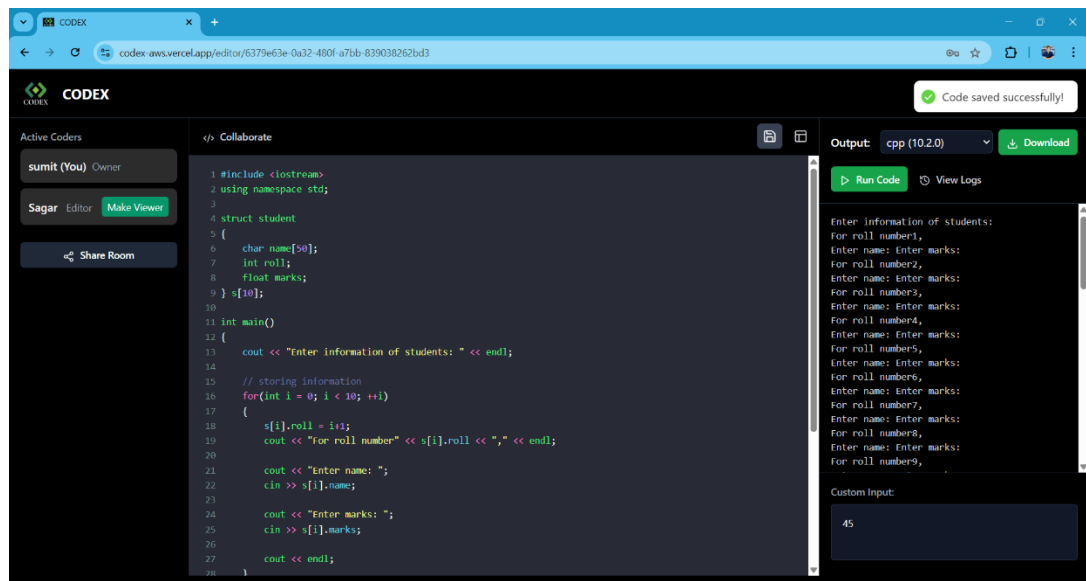 CODEX
codex-aws.vercel.app/editor/6379e63e-0a32-480f-a7bb-839038262bd3
CODEX
CODEX
Code saved successfully!
Active Coders
sumit (You) Owner
Sagar Editor Make Viewer
Share Room
</> Collaborate
1 #include <iostream>
2 using namespace std;
3
4 struct student
5 {
6     char name[50];
7     int roll;
8     float marks;
9 } s[10];
10
11 int main()
12 {
13     cout << "Enter information of students: " << endl;
14
15     // storing information
16     for(int i = 0; i < 10; ++i)
17     {
18         s[i].roll = i+1;
19         cout << "For roll number" << s[i].roll << "," << endl;
20
21         cout << "Enter name: ";
22         cin >> s[i].name;
23
24         cout << "Enter marks: ";
25         cin >> s[i].marks;
26
27         cout << endl;
28     }
Output: cpp (10.2.0) Download
Run Code View Logs
Enter information of students:
For roll number1,
Enter name: Enter marks:
For roll number2,
Enter name: Enter marks:
For roll number3,
Enter name: Enter marks:
For roll number4,
Enter name: Enter marks:
For roll number5,
Enter name: Enter marks:
For roll number6,
Enter name: Enter marks:
For roll number7,
Enter name: Enter marks:
For roll number8,
Enter name: Enter marks:
For roll number9,
Custom Input:
45